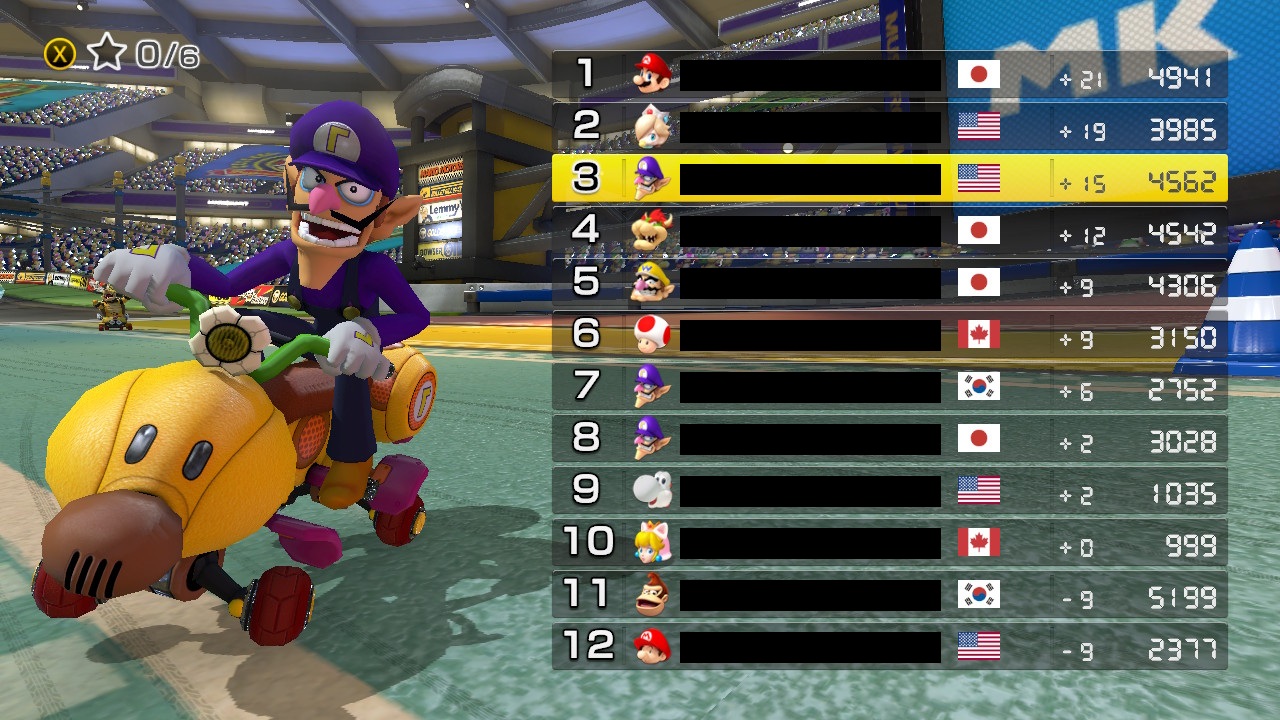 X 0/6
MK
Lemmy's
BOWSER
1 + 21 4941
2 + 19 3985
3 + 15 4562
4 + 12 4542
5 + 9 4306
6 + 9 3150
7 + 6 2752
8 + 2 3028
9 + 2 1035
10 + 0 999
11 - 9 5199
12 - 9 2377